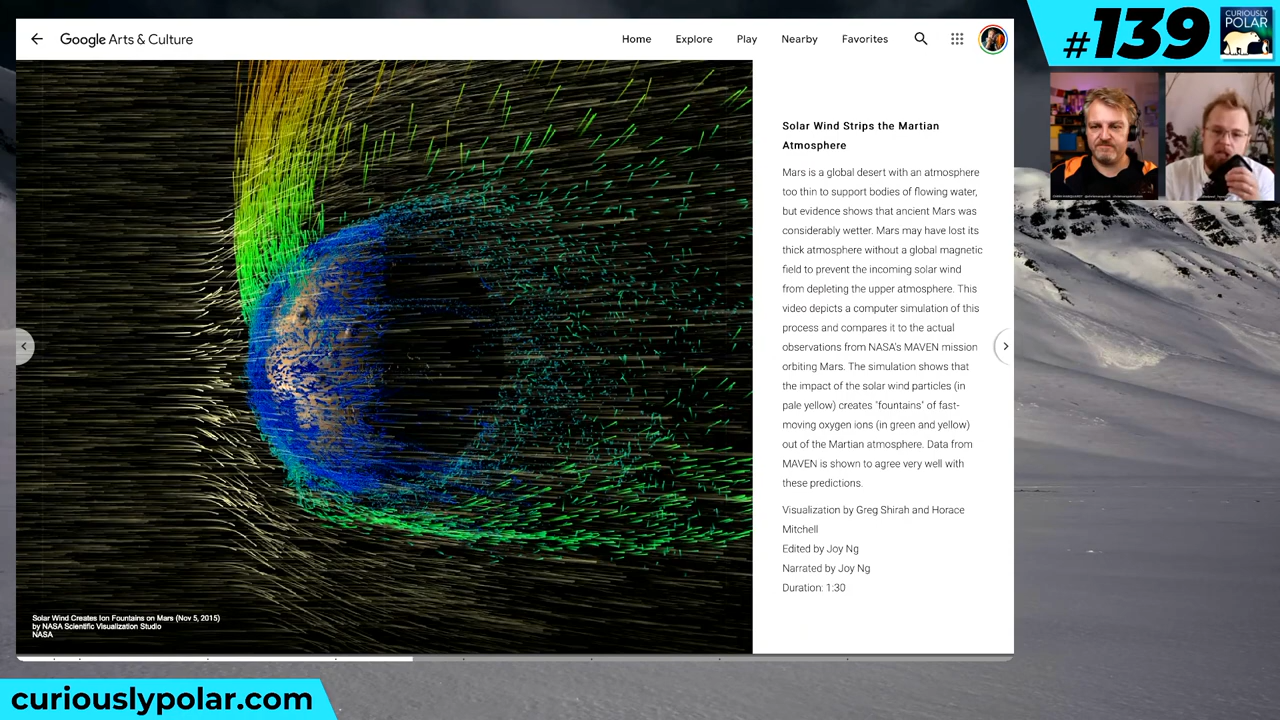 Google Arts & Culture
Home Explore Play Nearby Favorites
#139
CURIOUSLY
POLAR
Solar Wind Strips the Martian
Atmosphere
Mars is a global desert with an atmosphere
too thin to support bodies of flowing water,
but evidence shows that ancient Mars was
considerably wetter. Mars may have lost its
thick atmosphere without a global magnetic
field to prevent the incoming solar wind
from depleting the upper atmosphere. This
video depicts a computer simulation of this
process and compares it to the actual
observations from NASA's MAVEN mission
orbiting Mars. The simulation shows that
the impact of the solar wind particles (in
pale yellow) creates "fountains" of fast-
moving oxygen ions (in green and yellow)
out of the Martian atmosphere. Data from
MAVEN is shown to agree very well with
these predictions.
Visualization by Greg Shirah and Horace
Mitchell
Edited by Joy Ng
Narrated by Joy Ng
Duration: 1:30
Solar Wind Creates Ion Fountains on Mars (Nov 5, 2015)
by NASA Scientific Visualization Studio
NASA
curiouslypolar.com